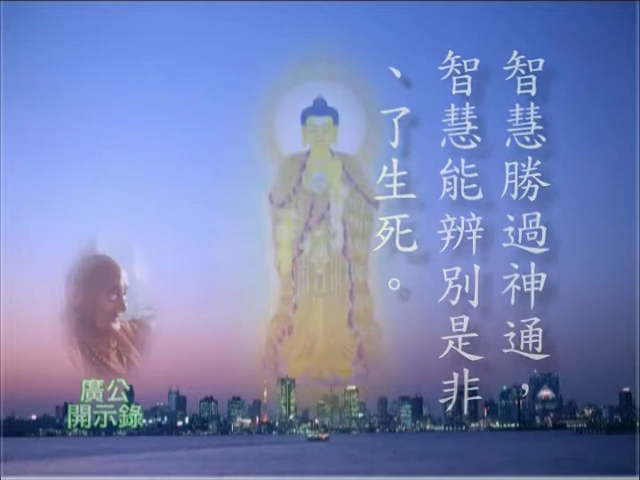 智慧勝過神通，
智慧能辨別是非
、了生死。
廣公
開示錄